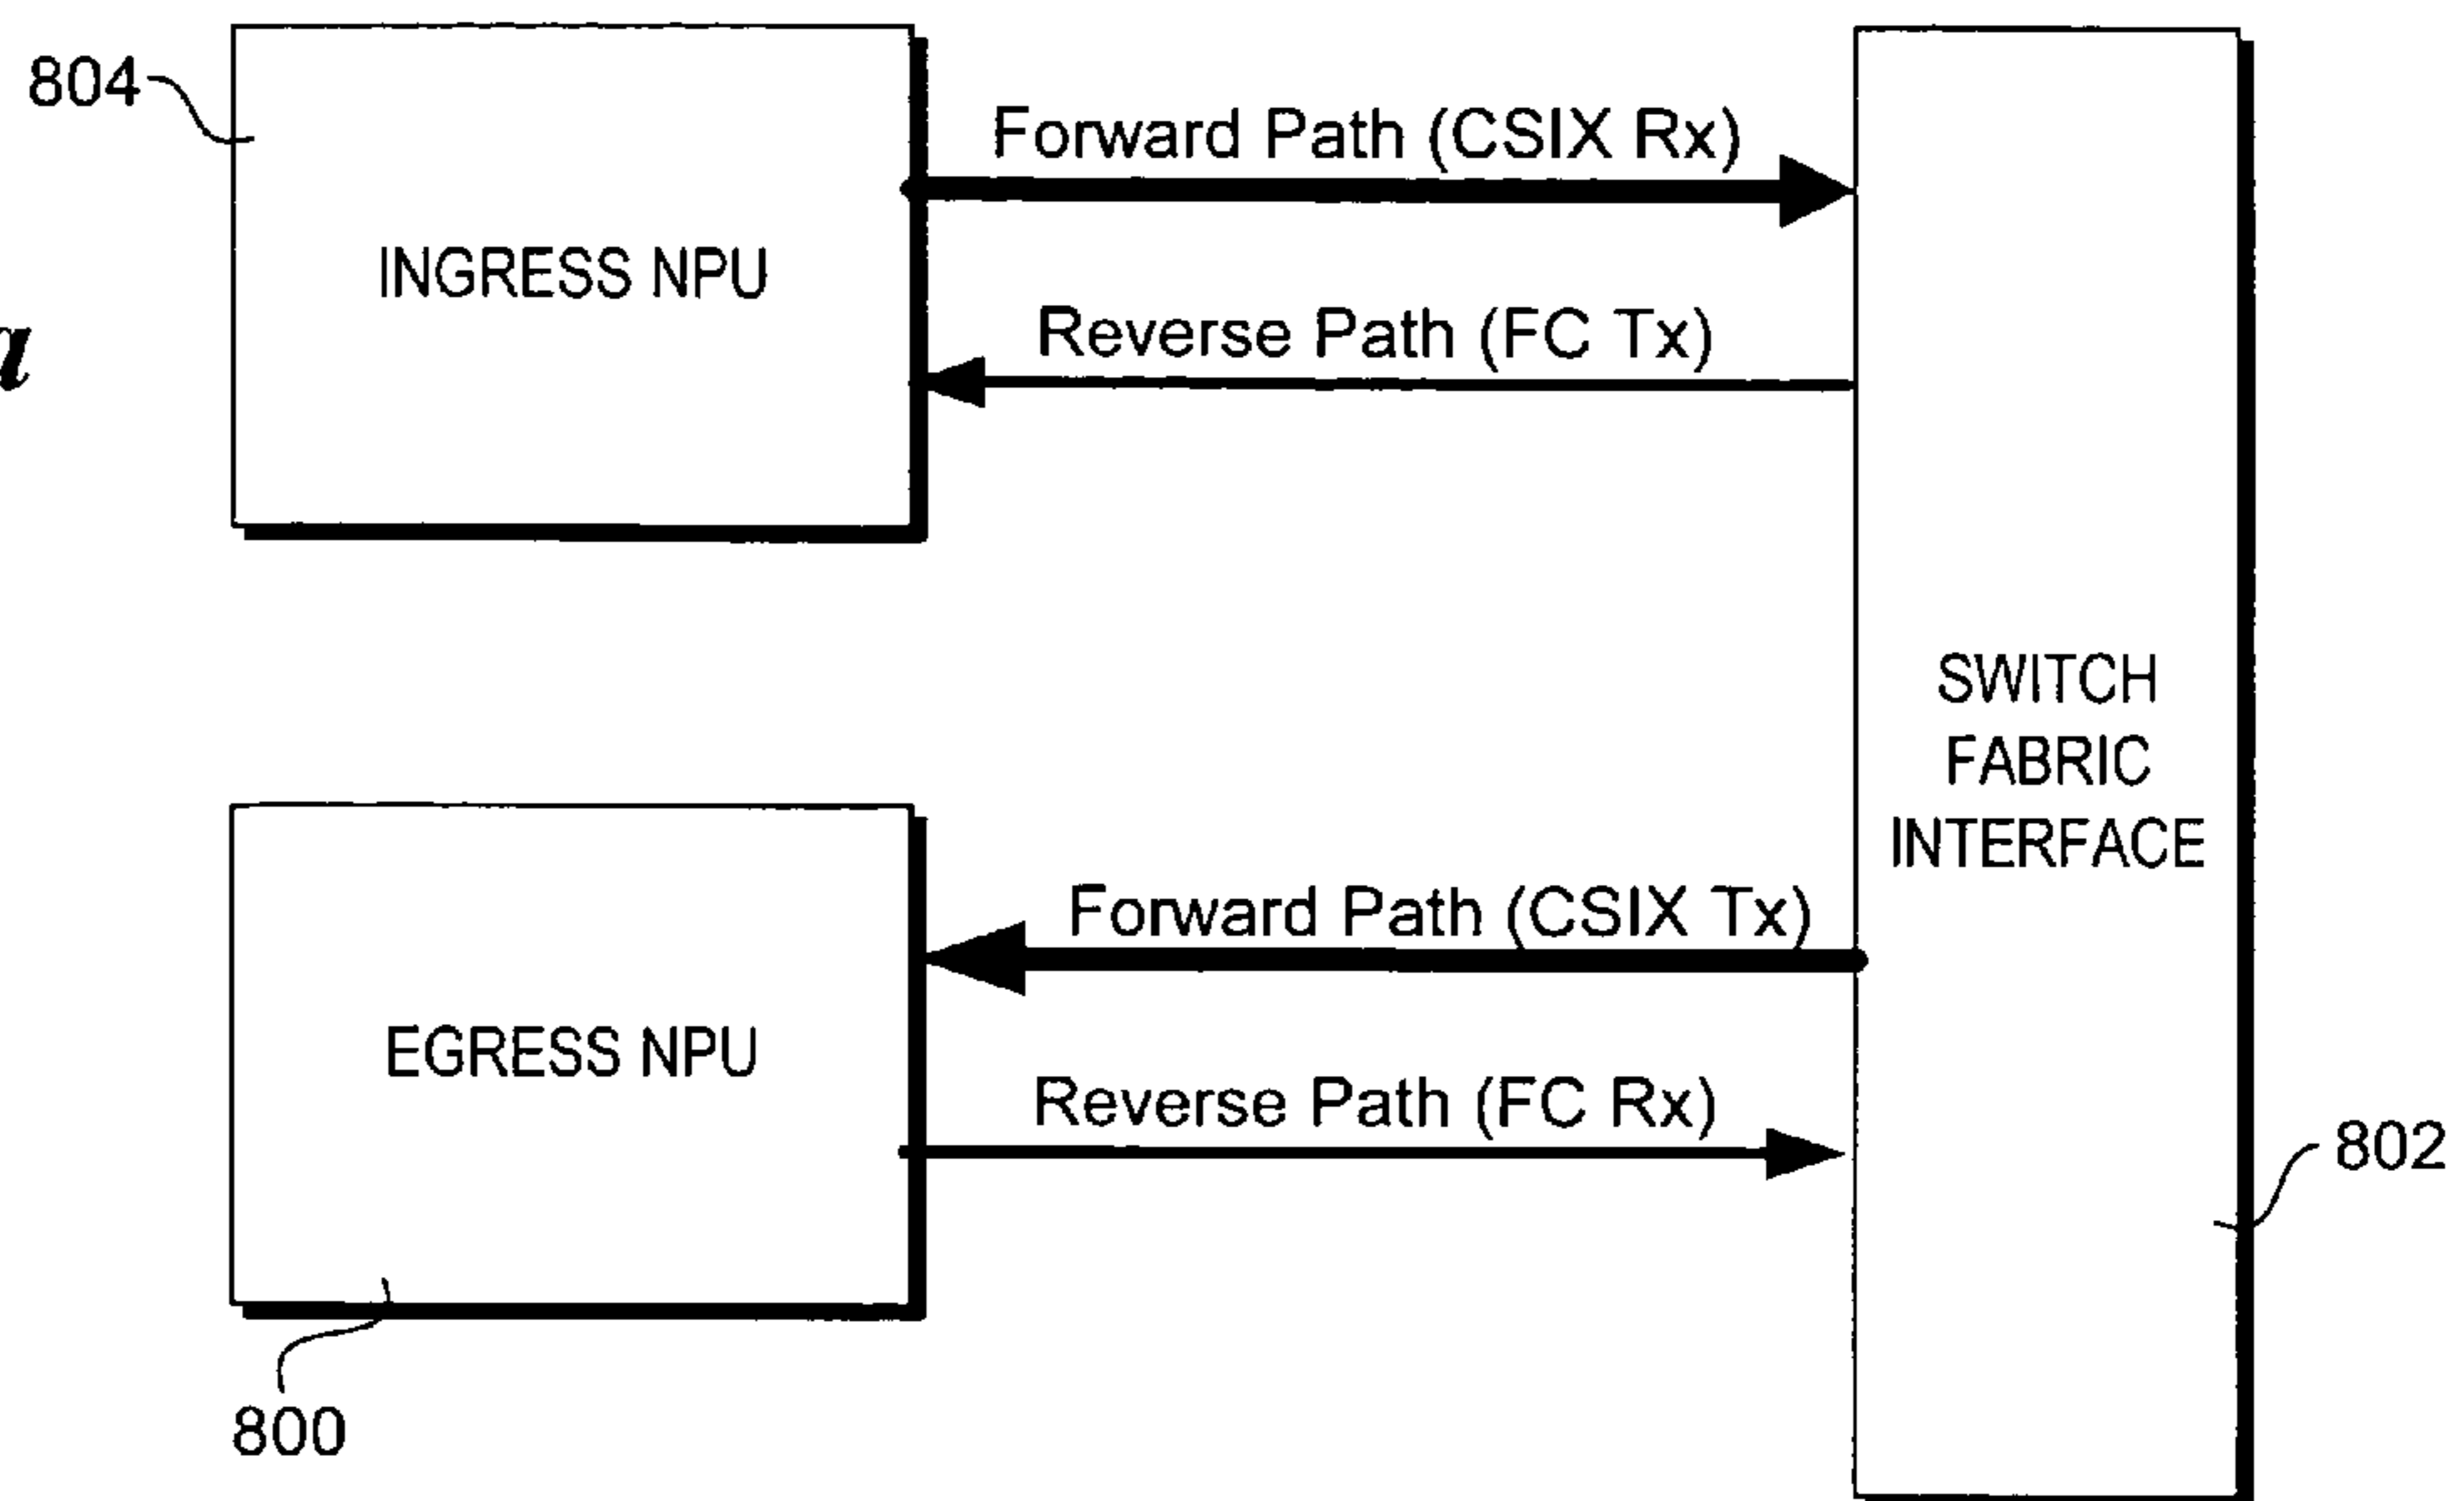 804
Forward Path (CSIX Rx)
INGRESS NPU
Reverse Path (FC Tx)
SWITCH
FABRIC
INTERFACE
Forward Path (CSIX Tx)
EGRESS NPU
Reverse Path (FC Rx)
802
800